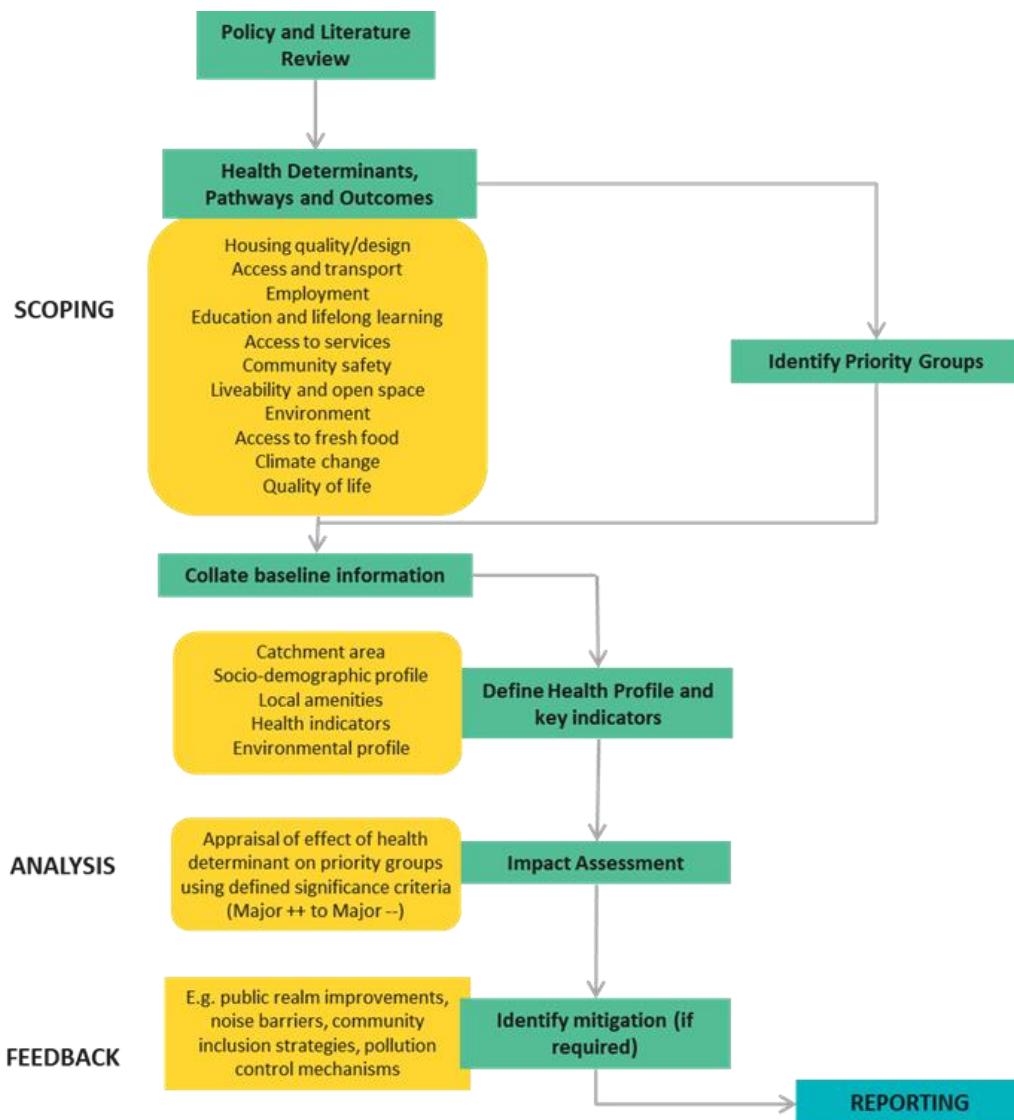 Policy and Literature
Review
Health Determinants,
Pathways and Outcomes
SCOPING
Housing quality/design
Access and transport
Employment
Education and lifelong learning
Access to services
Community safety
Liveability and open space
Environment
Access to fresh food
Climate change
Quality of life
Identify Priority Groups
Collate baseline information
Catchment area
Socio-demographic profile
Local amenities
Health indicators
Environmental profile
Define Health Profile and
key indicators
ANALYSIS
Appraisal of effect of health
determinant on priority groups
using defined significance criteria
(Major ++ to Major --)
Impact Assessment
FEEDBACK
E.g. public realm improvements,
noise barriers, community
inclusion strategies, pollution
control mechanisms
Identify mitigation (if
required)
REPORTING